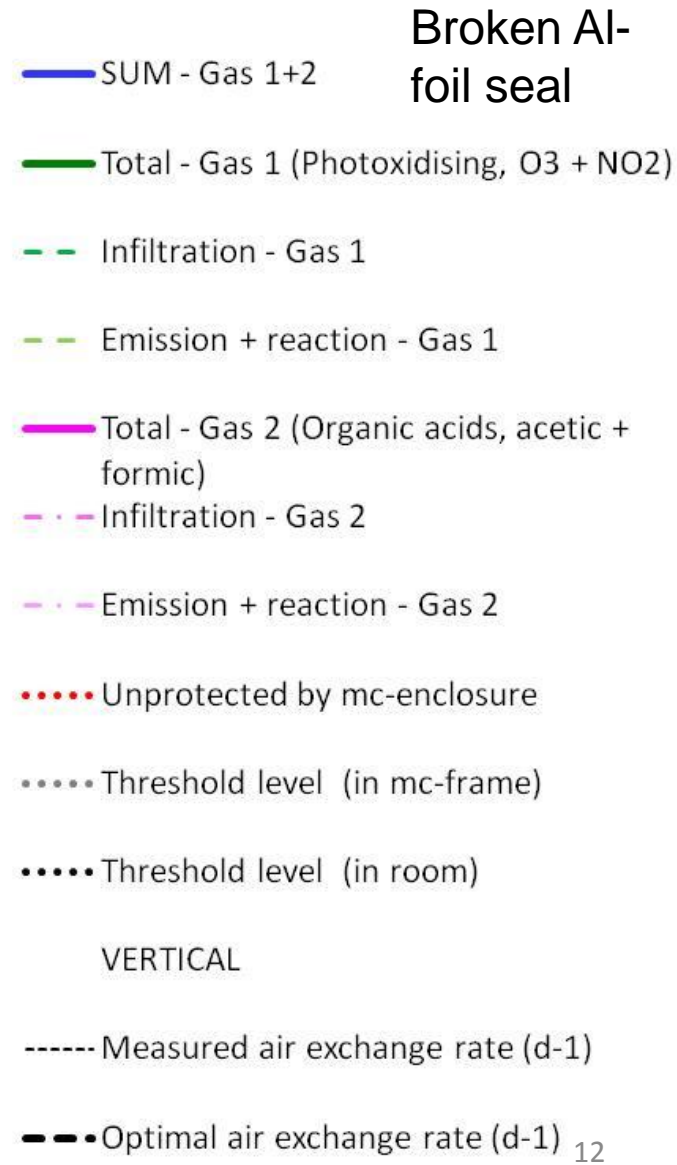 Broken Al-
foil seal
SUM - Gas 1+2
Total - Gas 1 (Photoxidising, O3 + NO2)
Infiltration - Gas 1
Emission + reaction - Gas 1
Total - Gas 2 (Organic acids, acetic +
formic)
Infiltration - Gas 2
Emission + reaction - Gas 2
Unprotected by mc-enclosure
Threshold level (in mc-frame)
Threshold level (in room)
VERTICAL
Measured air exchange rate (d-1)
Optimal air exchange rate (d-1)
12